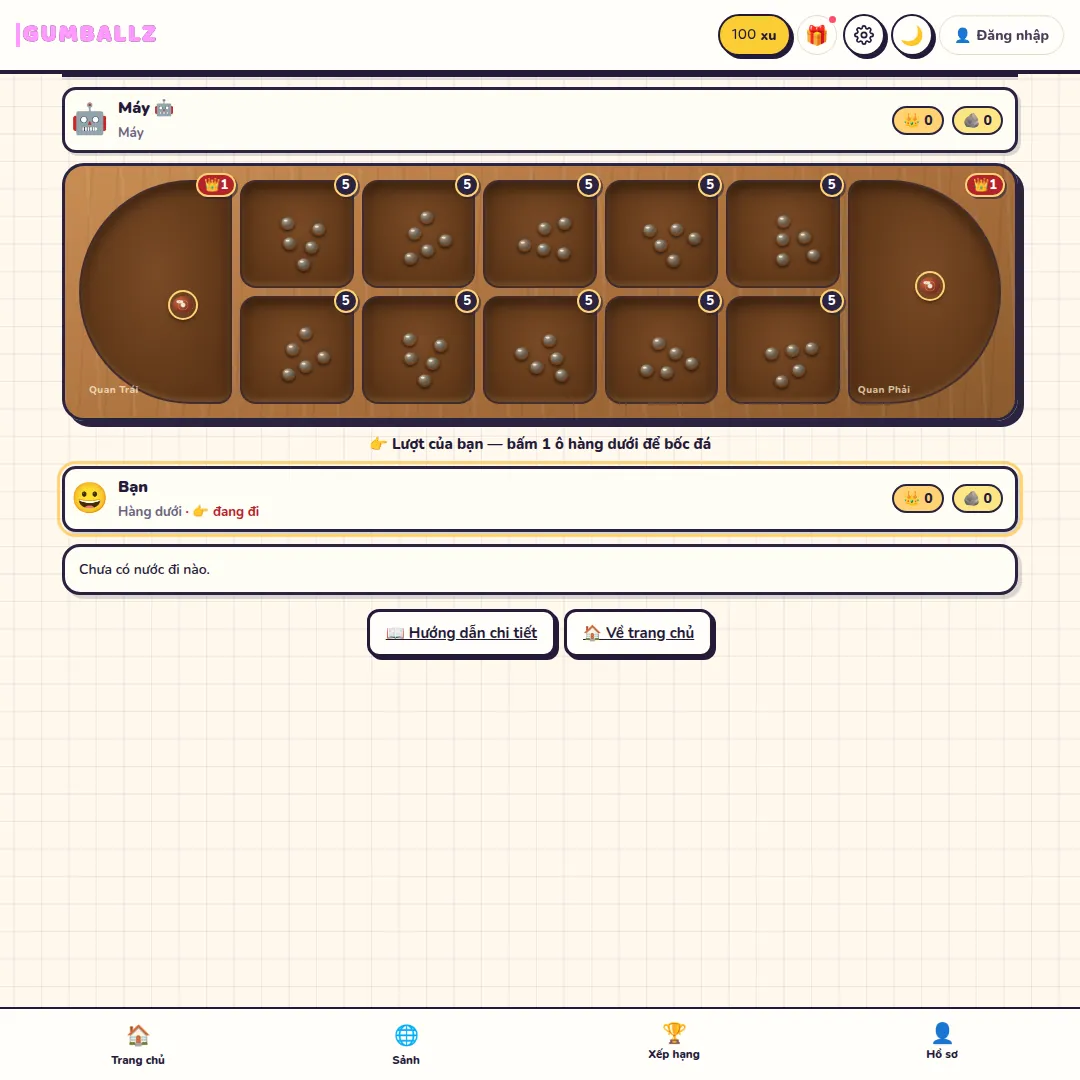 GUMBALLZ
100 xu
Đăng nhập
Máy
Máy
0
0
1
5
5
5
5
5
1
5
5
5
5
5
Quan Trái
Quan Phải
Lượt của bạn — bấm 1 ô hàng dưới để bốc đá
Bạn
Hàng dưới · đang đi
0
0
Chưa có nước đi nào.
Hướng dẫn chi tiết
Về trang chủ
Trang chủ
Sảnh
Xếp hạng
Hồ sơ